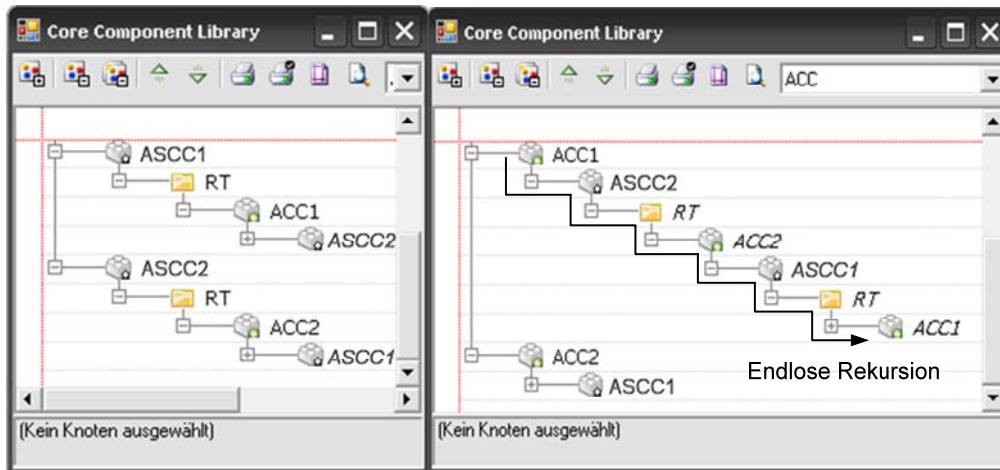 Core Component Library
ASCC1
RT
ACC1
ASCC2
ASCC2
RT
ACC2
ASCC1
(Kein Knoten ausgewählt)
Core Component Library
ACC
ACC1
ASCC2
RT
ACC2
ASCC1
RT
ACC1
Endlose Rekursion
ACC2
ASCC1
(Kein Knoten ausgewählt)